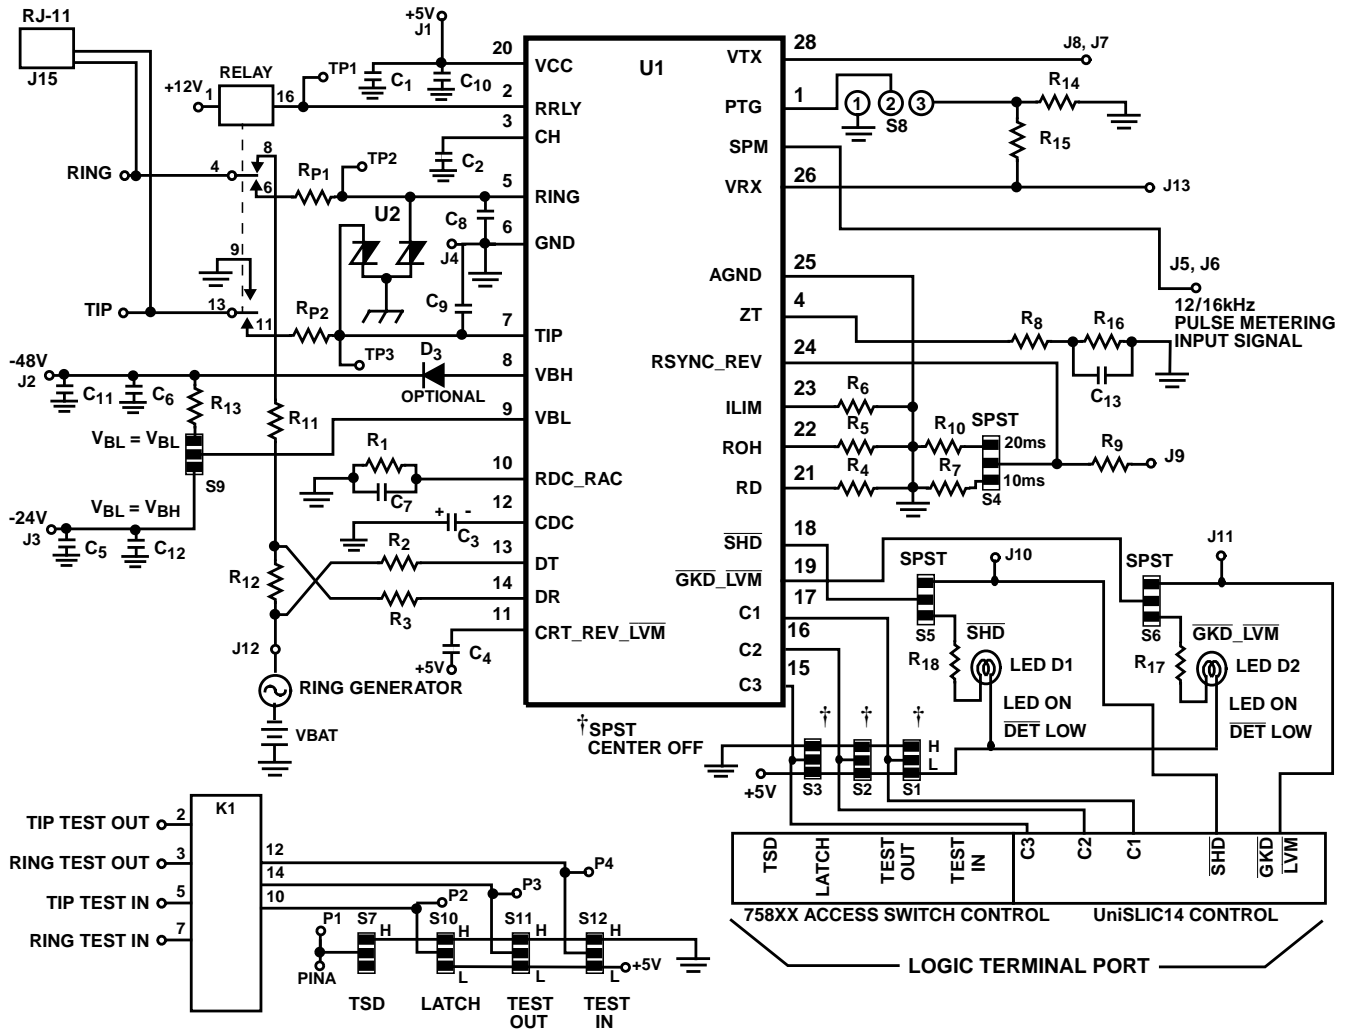 RJ-11
J15
+5V
J1
+12V
1
RELAY
16
TP1
C1
C10
C2
RING
4
8
6
RP1
TP2
U2
C8
J4
C9
9
TIP
13
11
RP2
TP3
-48V
J2
C11
C6
R13
D3
OPTIONAL
VBL = VBL
S9
VBL = VBH
-24V
J3
C5
C12
R11
R1
C7
+
-
C3
R12
R2
R3
J12
+5V
C4
RING GENERATOR
VBAT
U1
20
VCC
2
RRLY
3
CH
5
RING
6
GND
7
TIP
8
VBH
9
VBL
10
RDC_RAC
12
CDC
13
DT
14
DR
11
CRT_REV_LVM
VTX
28
J8, J7
PTG
1
1
2
3
S8
R14
R15
SPM
VRX
26
J13
J5, J6
12/16kHz
PULSE METERING
INPUT SIGNAL
AGND
25
ZT
4
R8
R16
C13
RSYNC_REV
24
ILIM
23
R6
ROH
22
R5
R10
SPST
20ms
RD
21
R4
R7
10ms
S4
R9
J9
SHD
18
GKD_LVM
19
C1
17
C2
16
C3
15
SPST
S5
J10
R18
SHD
LED D1
LED ON
DET LOW
SPST
S6
J11
R17
GKD_LVM
LED D2
LED ON
DET LOW
†SPST
CENTER OFF
†
†
†
H
L
+5V
S3
S2
S1
TSD
LATCH
TEST
OUT
TEST
IN
C3
C2
C1
SHD
GKD
LVM
758XX ACCESS SWITCH CONTROL
UniSLIC14 CONTROL
LOGIC TERMINAL PORT
K1
TIP TEST OUT
2
RING TEST OUT
3
TIP TEST IN
5
RING TEST IN
7
12
14
10
P4
P3
P2
P1
PINA
S7
H
S10
H
L
S11
H
L
S12
H
L
+5V
TSD
LATCH
TEST
OUT
TEST
IN